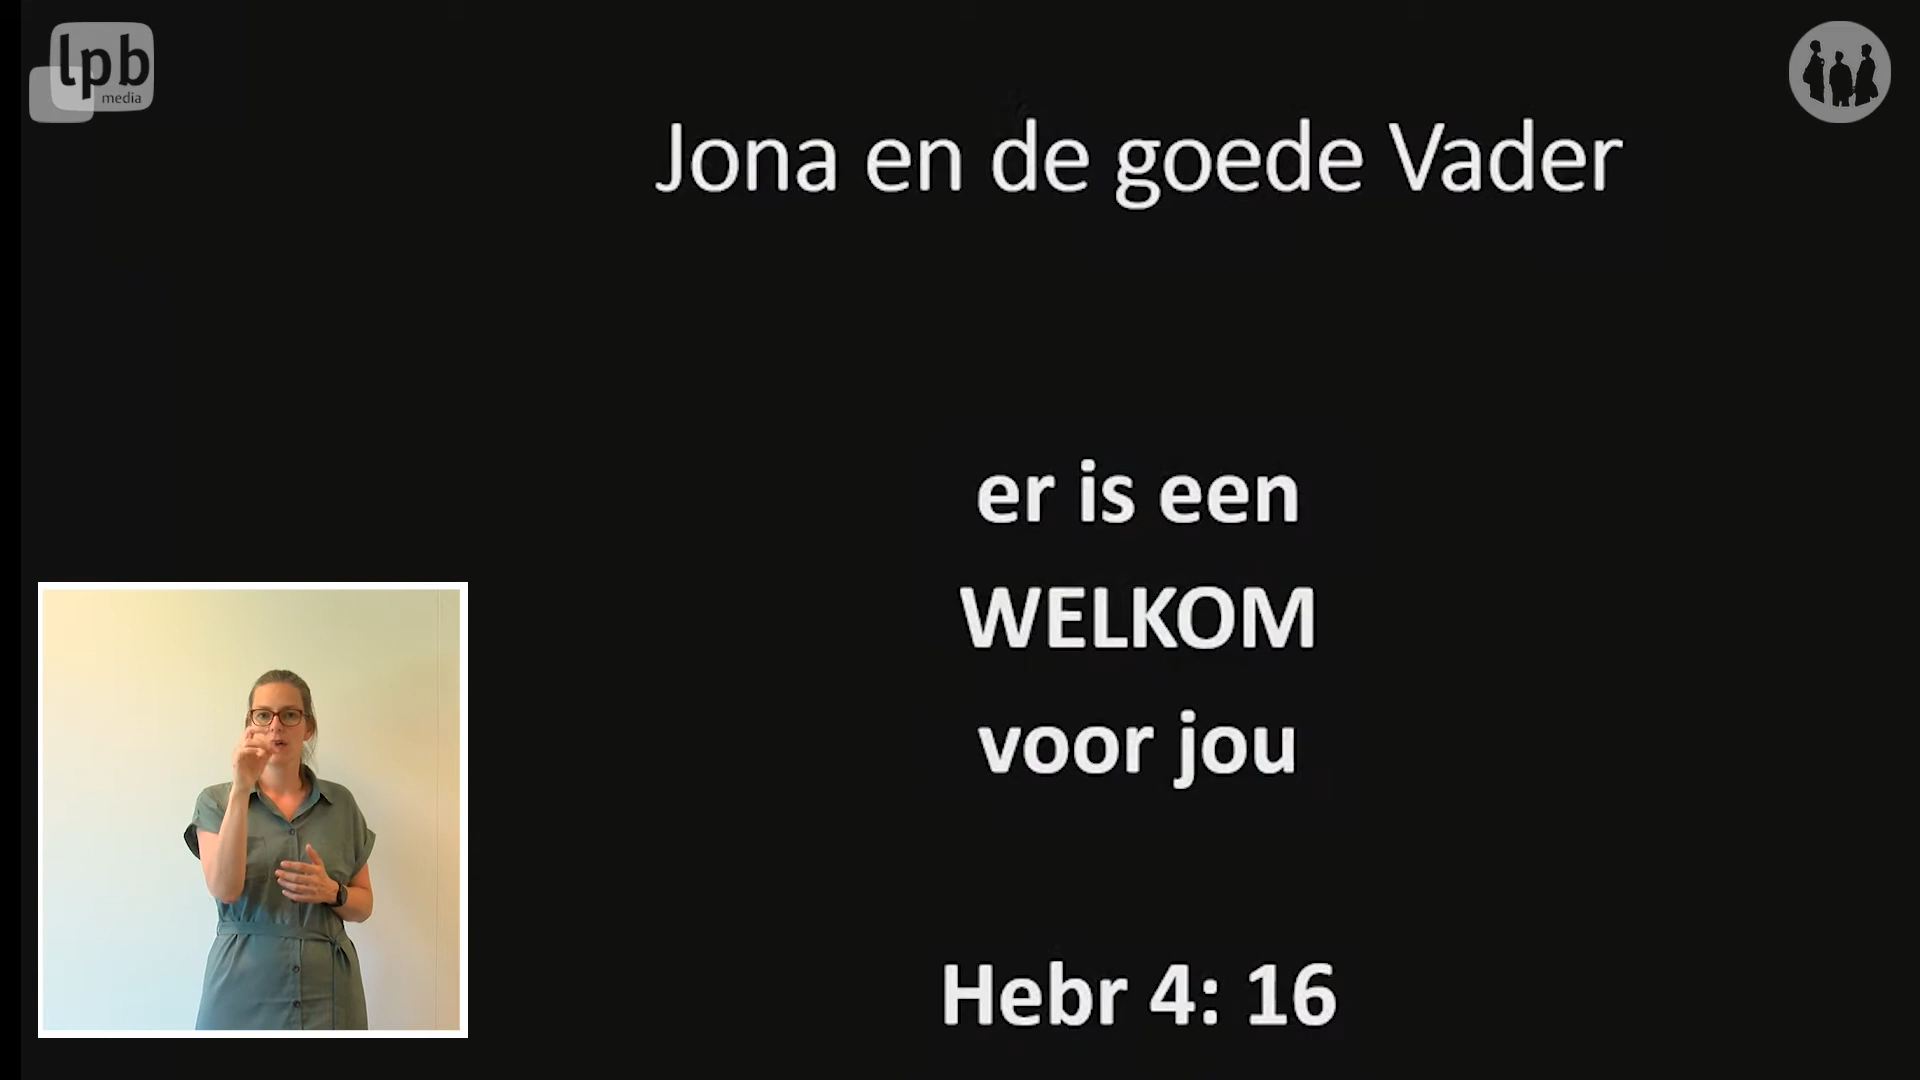 lpb
media
Jona en de goede Vader
er is een
WELKOM
voor jou
Hebr 4: 16